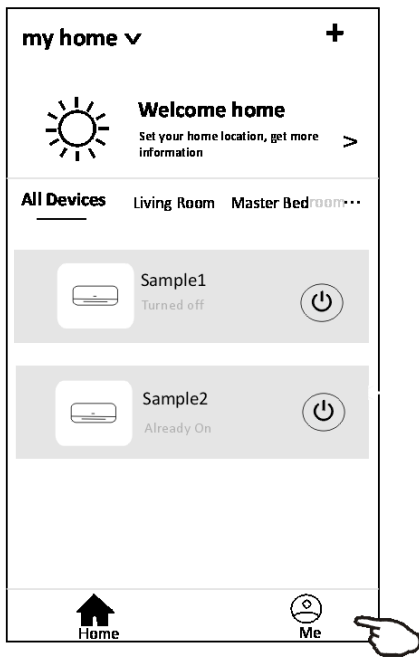 my home
Welcome home
Set your home location, get more
information
All Devices Living Room Master Bedroom ...
Sample1
Turned off
Sample2
Already On
Home Me